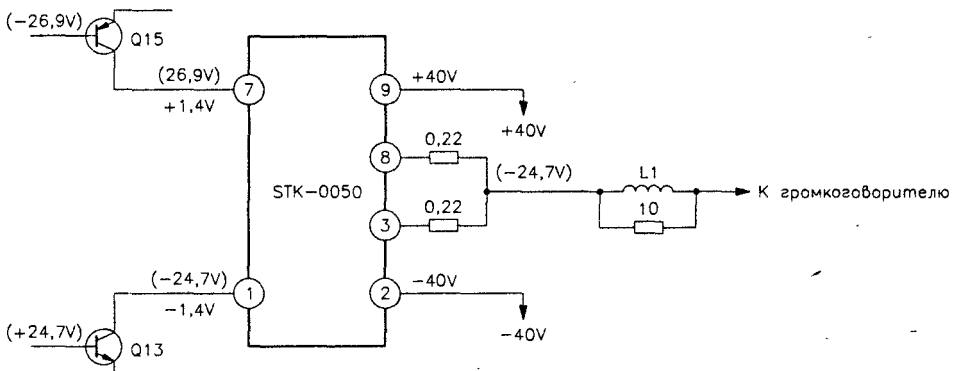 (-26,9V)
Q15
(26,9V)
+1,4V
7
9
+40V
+40V
8
0,22
STK-0050
(-24,7V)
L1
К громкоговорителю
10
3
0,22
(-24,7V)
-1,4V
1
2
-40V
-40V
(+24,7V)
Q13